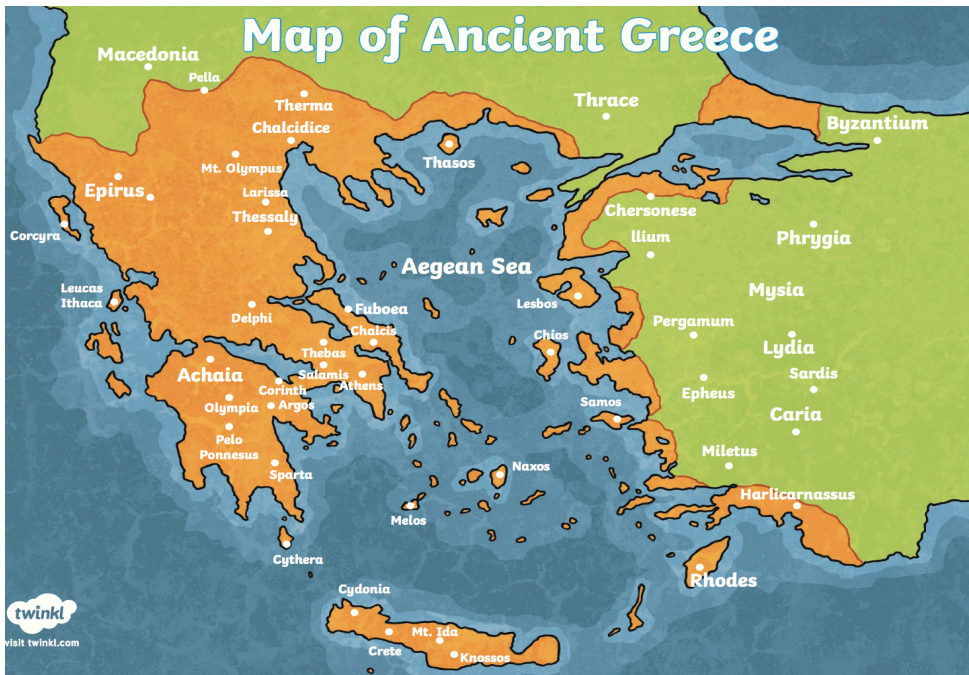 Map of Ancient Greece
Macedonia
Pella
Therma
Chalcidice
Thrace
Byzantium
Thasos
Mt. Olympus
Epirus
Larissa
Thessaly
Chersonese
Corcyra
llium
Phrygia
Aegean Sea
Leucas
Ithaca
Mysia
Lesbos
Fuboea
Delphi
Chalcis
Chios
Pergamum
Thebas
Lydia
Achaia
Salamis
Athens
Sardis
Corinth
Epheus
Olympia
Argos
Samos
Caria
Pelo
Ponnesus
Sparta
Miletus
Naxos
Harlicarnassus
Melos
Cythera
Rhodes
Cydonia
twinkl
visit twinkl.com
Mt. Ida
Crete
Knossos